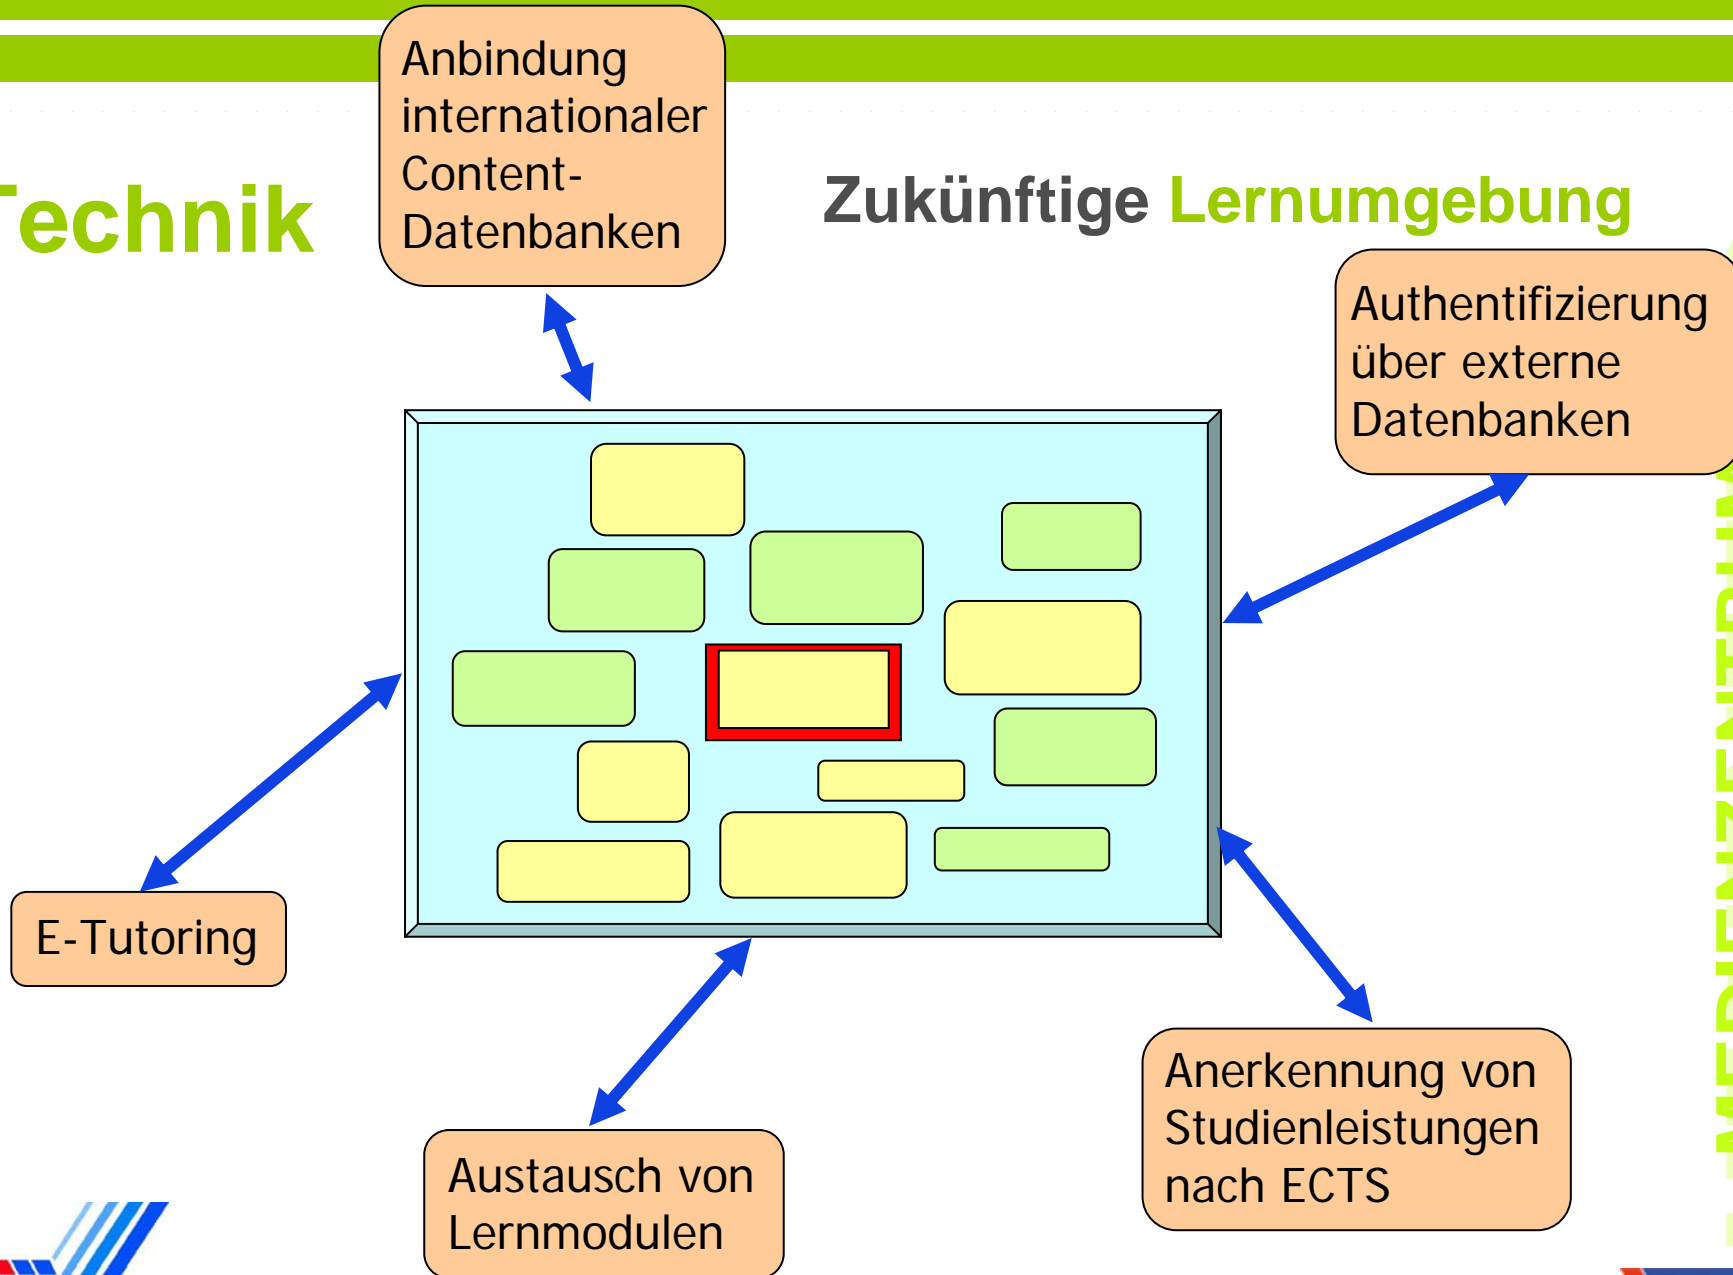 Anbindung
internationaler
Content-
Datenbanken
Technik
Zukünftige Lernumgebung
Authentifizierung
über externe
Datenbanken
E-Tutoring
Austausch von
Lernmodulen
Anerkennung von
Studienleistungen
nach ECTS
MEDIENZENTRUM